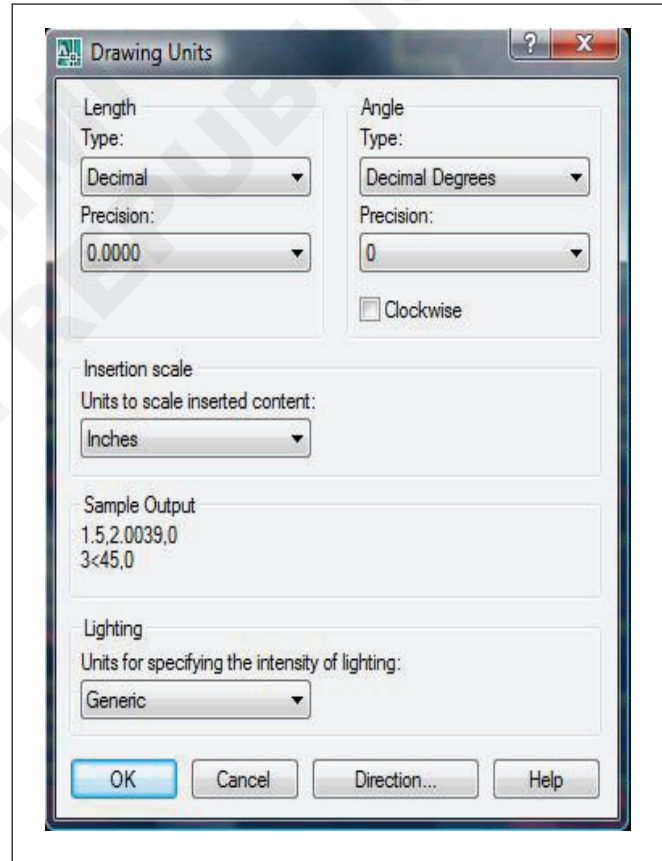 Drawing Units
Length
Type:
Decimal
Precision:
0.0000
Angle
Type:
Decimal Degrees
Precision:
0
Clockwise
Insertion scale
Units to scale inserted content:
Inches
Sample Output
1.5,2.0039,0
3<45,0
Lighting
Units for specifying the intensity of lighting:
Generic
OK Cancel Direction... Help